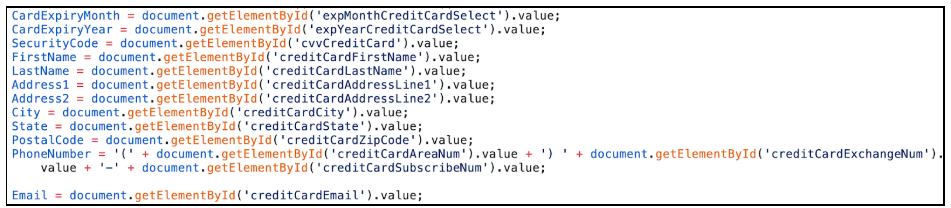 CardExpiryMonth = document.getElementById('expMonthCreditCardSelect').value;
CardExpiryYear = document.getElementById('expYearCreditCardSelect').value;
SecurityCode = document.getElementById('cvvCreditCard').value;
FirstName = document.getElementById('creditCardFirstName').value;
LastName = document.getElementById('creditCardLastName').value;
Address1 = document.getElementById('creditCardAddressLine1').value;
Address2 = document.getElementById('creditCardAddressLine2').value;
City = document.getElementById('creditCardCity').value;
State = document.getElementById('creditCardState').value;
PostalCode = document.getElementById('creditCardZipCode').value;
PhoneNumber = '(' + document.getElementById('creditCardAreaNum').value + ') ' + document.getElementById('creditCardExchangeNum').
value + '-' + document.getElementById('creditCardSubscribeNum').value;
Email = document.getElementById('creditCardEmail').value;